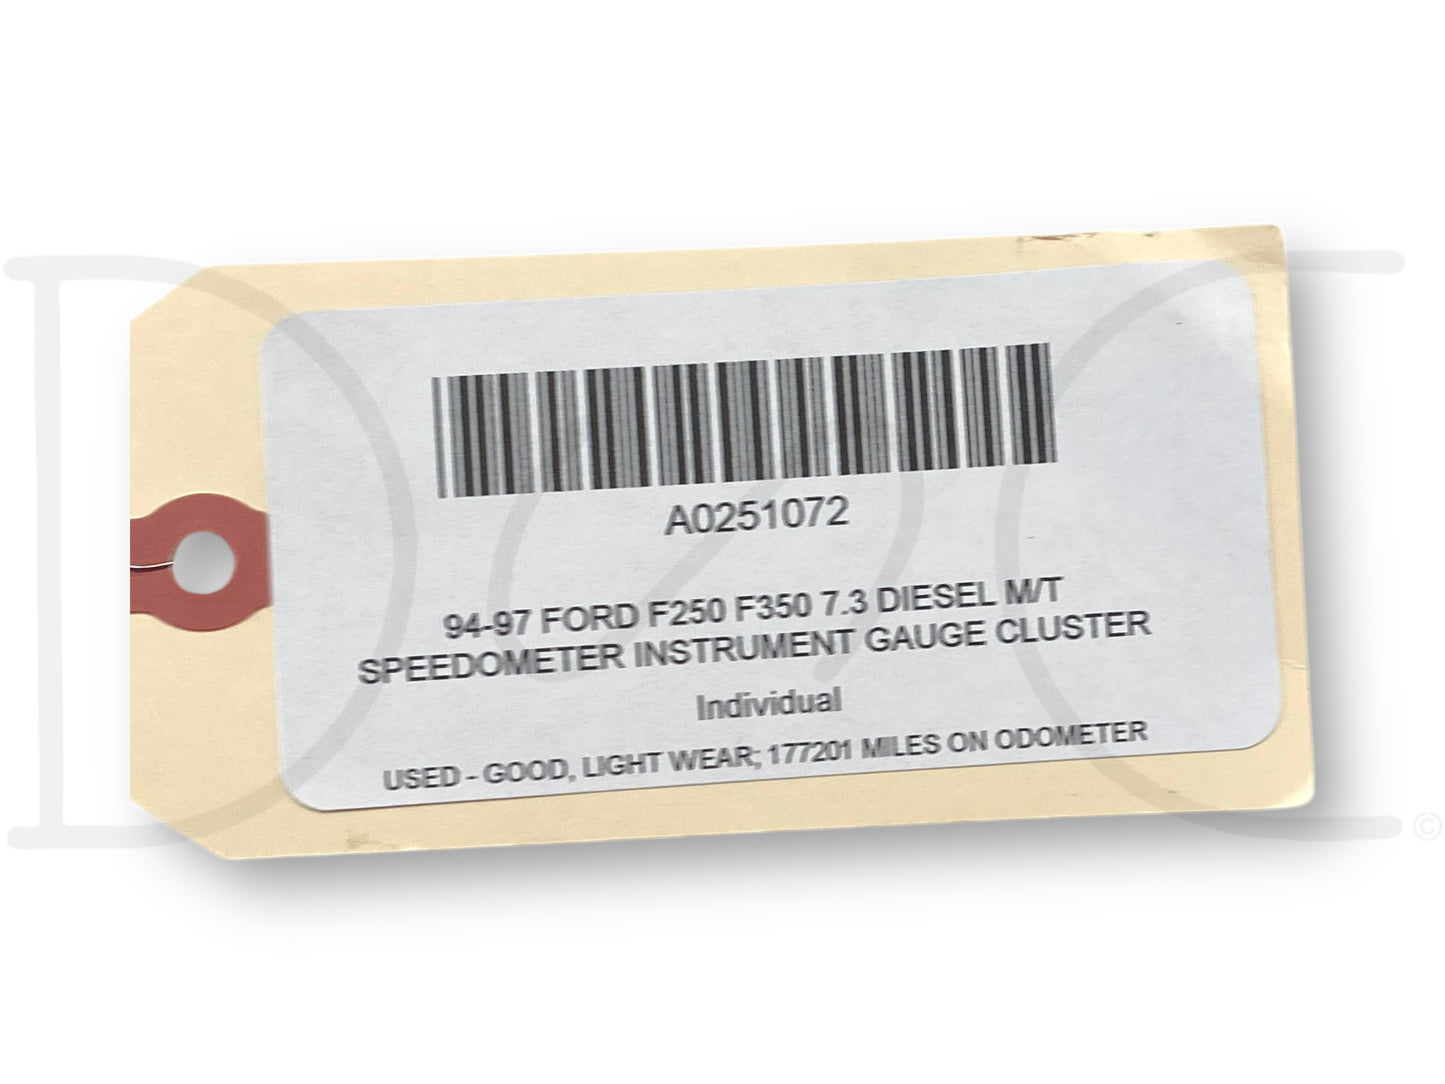 A0251072
94-97 FORD F250 F350 7.3 DIESEL M/T
SPEEDOMETER INSTRUMENT GAUGE CLUSTER
Individual
USED - GOOD, LIGHT WEAR; 177201 MILES ON ODOMETER
©